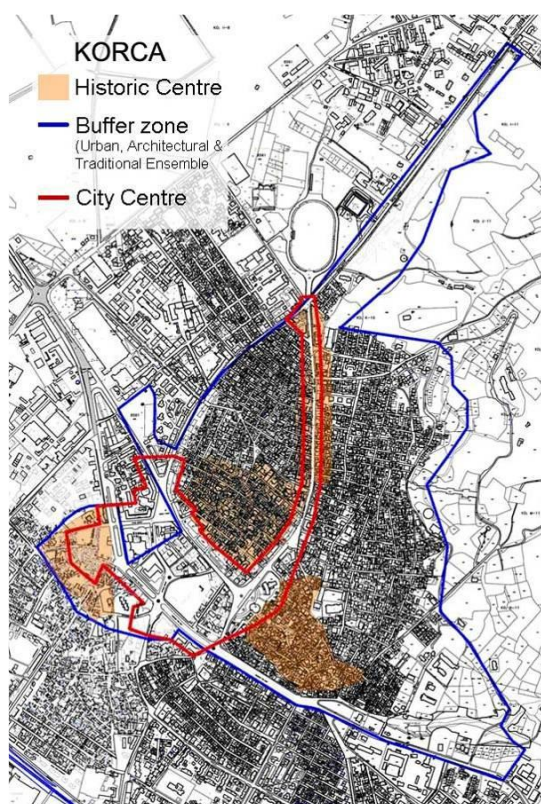 KORCA
Historic Centre
Buffer zone
(Urban, Architectural &
Traditional Ensemble
City Centre